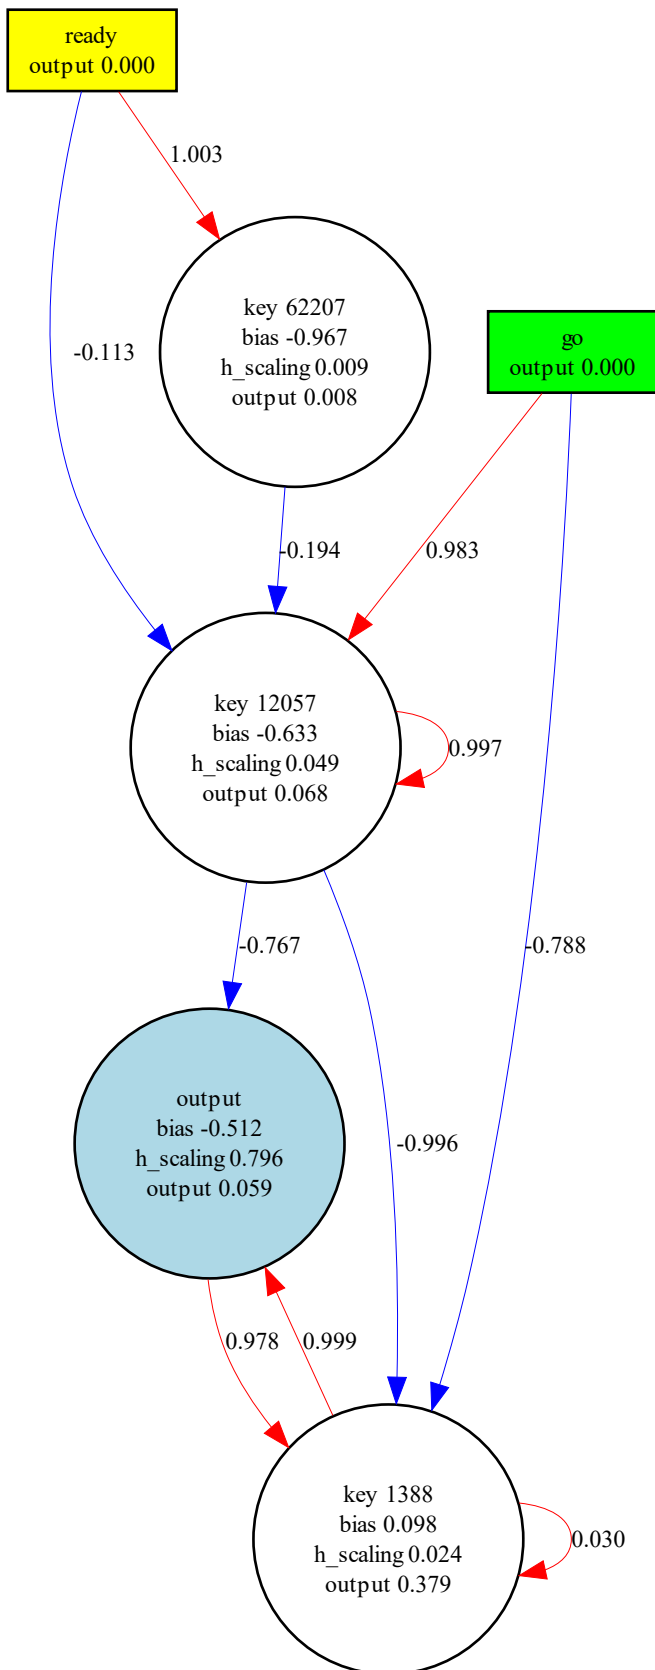 ready
output 0.000
1.003
key 62207
bias -0.967
h_scaling 0.009
output 0.008
go
output 0.000
-0.113
-0.194
0.983
key 12057
bias -0.633
h_scaling 0.049
output 0.068
0.997
-0.767
-0.788
output
bias -0.512
h_scaling 0.796
output 0.059
-0.996
0.978
0.999
key 1388
bias 0.098
h_scaling 0.024
output 0.379
0.030